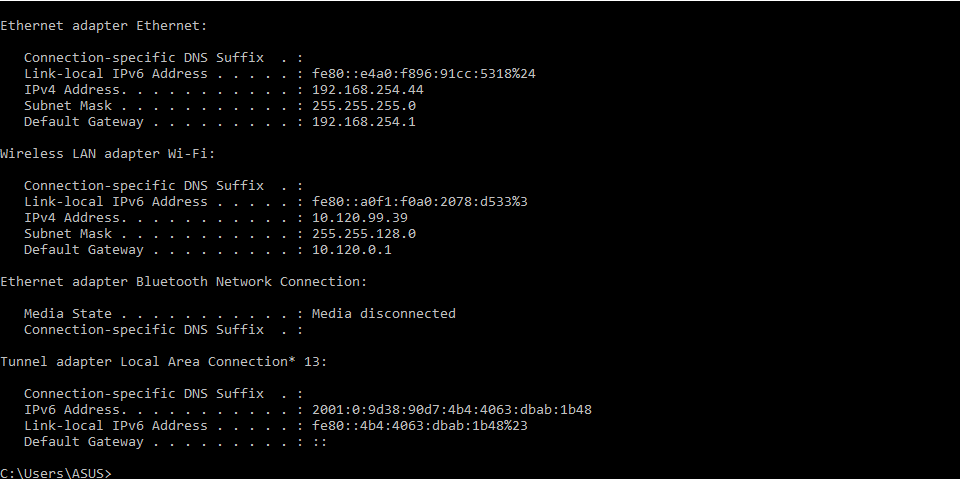 Ethernet adapter Ethernet:
   Connection-specific DNS Suffix  . :
   Link-local IPv6 Address . . . . . : fe80::e4a0:f896:91cc:5318%24
   IPv4 Address. . . . . . . . . . . : 192.168.254.44
   Subnet Mask . . . . . . . . . . . : 255.255.255.0
   Default Gateway . . . . . . . . . : 192.168.254.1
Wireless LAN adapter Wi-Fi:
   Connection-specific DNS Suffix  . :
   Link-local IPv6 Address . . . . . : fe80::a0f1:f0a0:2078:d533%3
   IPv4 Address. . . . . . . . . . . : 10.120.99.39
   Subnet Mask . . . . . . . . . . . : 255.255.128.0
   Default Gateway . . . . . . . . . : 10.120.0.1
Ethernet adapter Bluetooth Network Connection:
   Media State . . . . . . . . . . . : Media disconnected
   Connection-specific DNS Suffix  . :
Tunnel adapter Local Area Connection* 13:
   Connection-specific DNS Suffix  . :
   IPv6 Address. . . . . . . . . . . : 2001:0:9d38:90d7:4b4:4063:dbab:1b48
   Link-local IPv6 Address . . . . . : fe80::4b4:4063:dbab:1b48%23
   Default Gateway . . . . . . . . . : ::
C:\Users\ASUS>